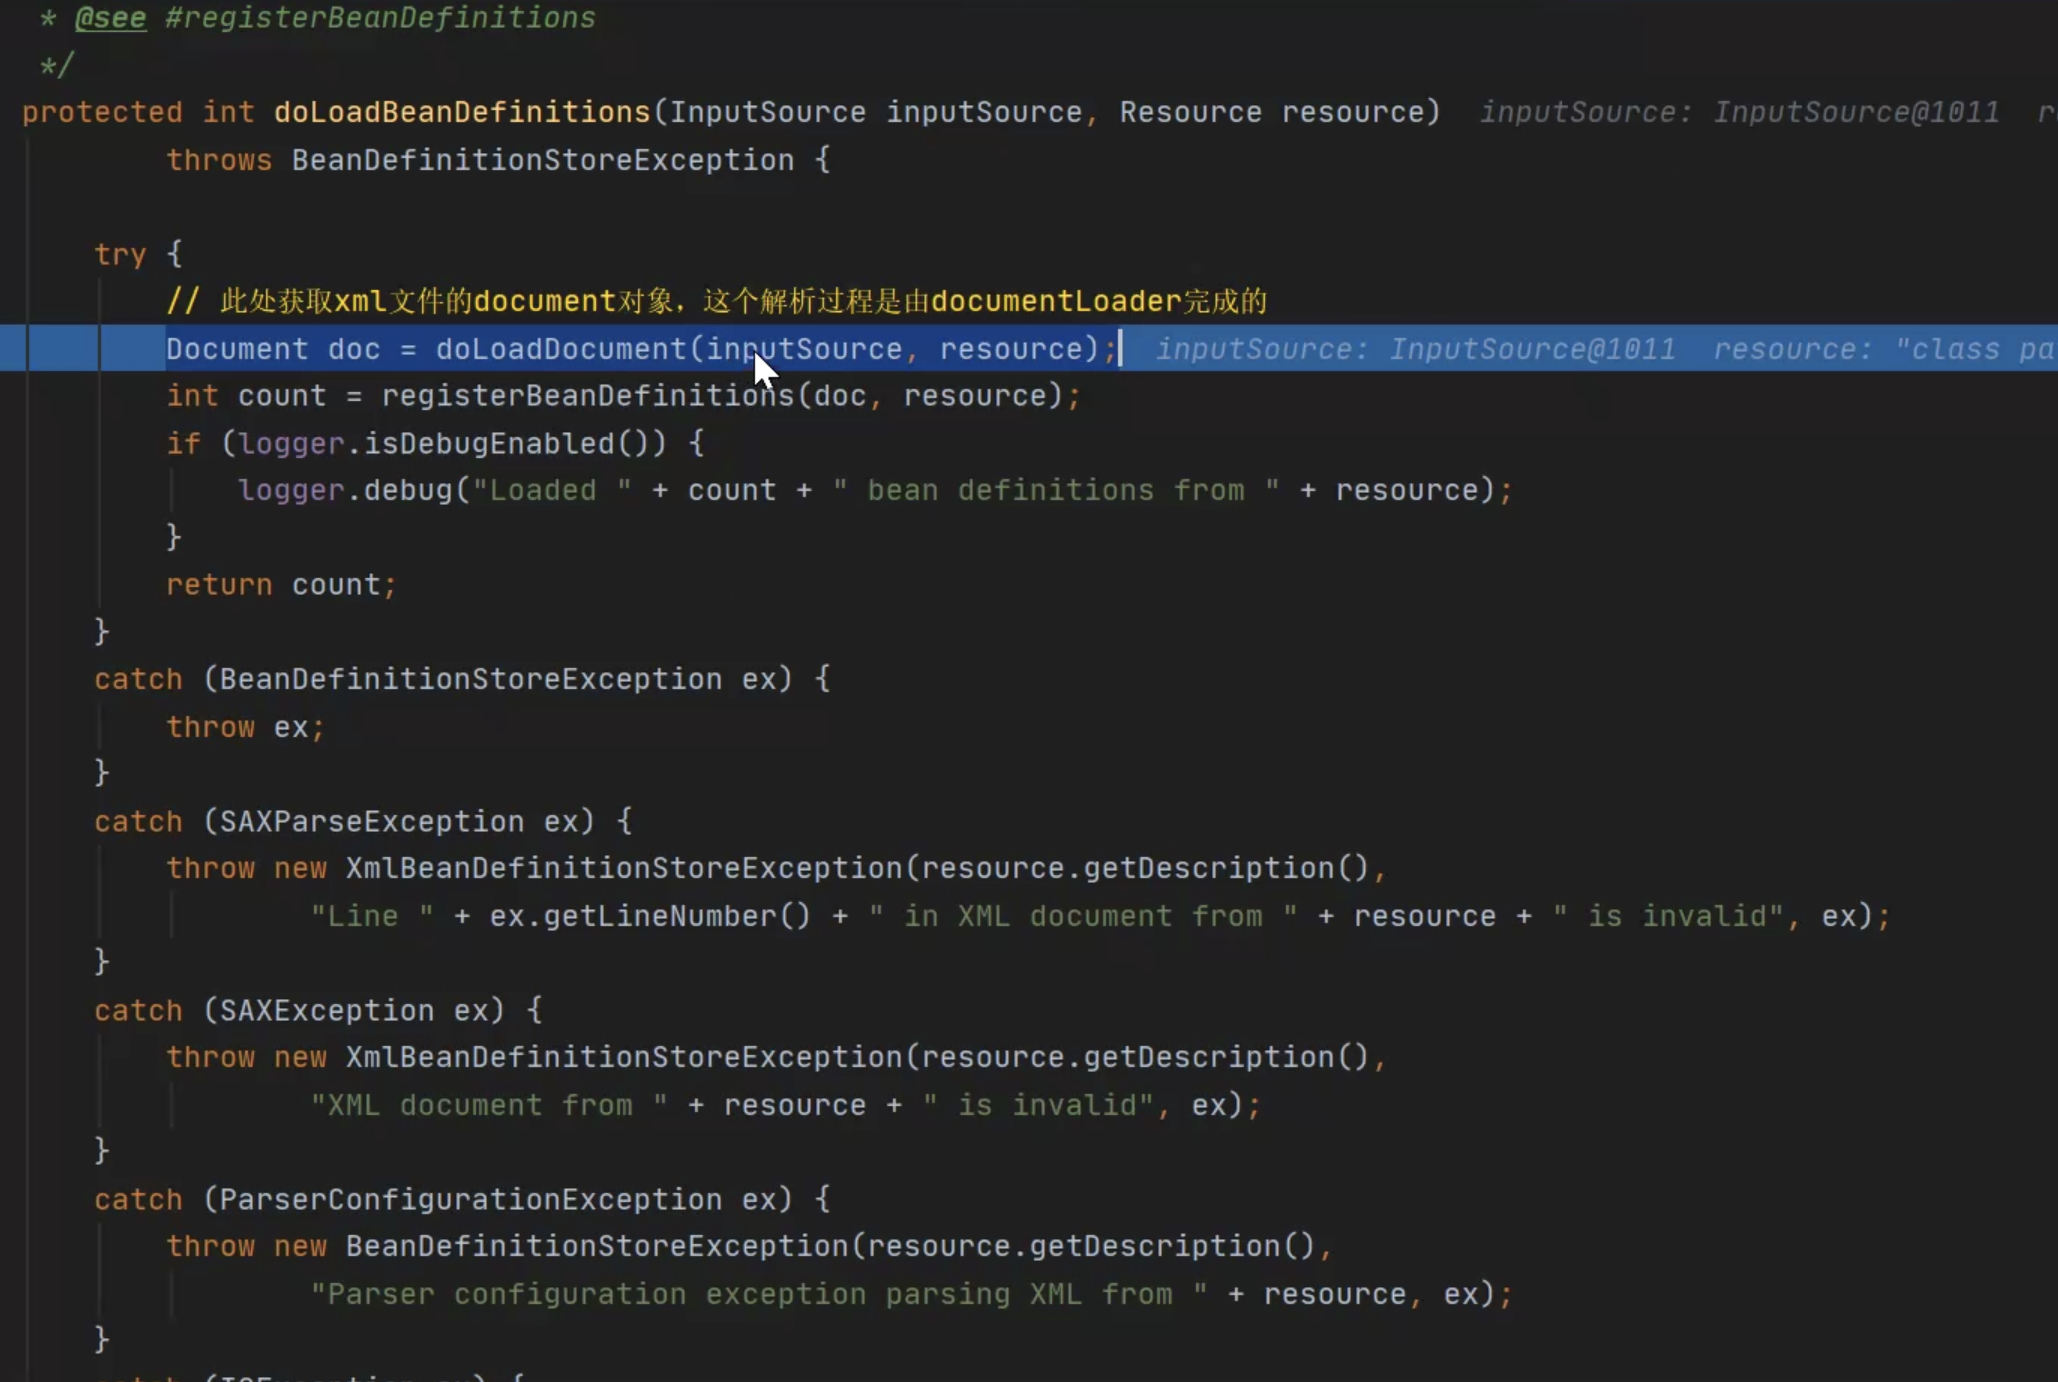 * @see #registerBeanDefinitions
*/
protected int doLoadBeanDefinitions(InputSource inputSource, Resource resource) inputSource: InputSource@1011
throws BeanDefinitionStoreException {
try {
// 此处获取xml文件的document对象，这个解析过程是由documentLoader完成的
Document doc = doLoadDocument(inputSource, resource); inputSource: InputSource@1011 resource: "class pa
int count = registerBeanDefinitions(doc, resource);
if (logger.isDebugEnabled()) {
logger.debug("Loaded " + count + " bean definitions from " + resource);
}
return count;
}
catch (BeanDefinitionStoreException ex) {
throw ex;
}
catch (SAXParseException ex) {
throw new XmlBeanDefinitionStoreException(resource.getDescription(),
"Line " + ex.getLineNumber() + " in XML document from " + resource + " is invalid", ex);
}
catch (SAXException ex) {
throw new XmlBeanDefinitionStoreException(resource.getDescription(),
"XML document from " + resource + " is invalid", ex);
}
catch (ParserConfigurationException ex) {
throw new BeanDefinitionStoreException(resource.getDescription(),
"Parser configuration exception parsing XML from " + resource, ex);
}